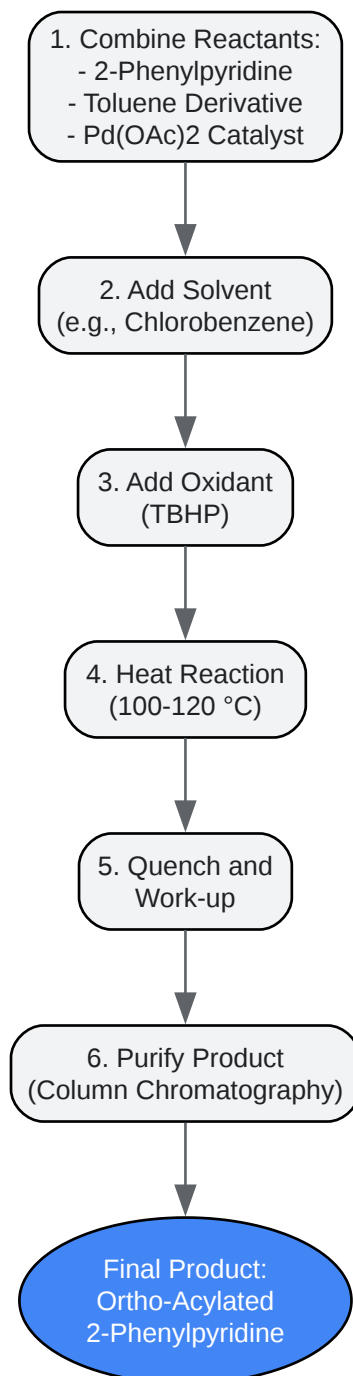 1. Combine Reactants:
- 2-Phenylpyridine
- Toluene Derivative
- Pd(OAc)2 Catalyst
2. Add Solvent
(e.g., Chlorobenzene)
3. Add Oxidant
(TBHP)
4. Heat Reaction
(100-120 °C)
5. Quench and
Work-up
6. Purify Product
(Column Chromatography)
Final Product:
Ortho-Acylated
2-Phenylpyridine